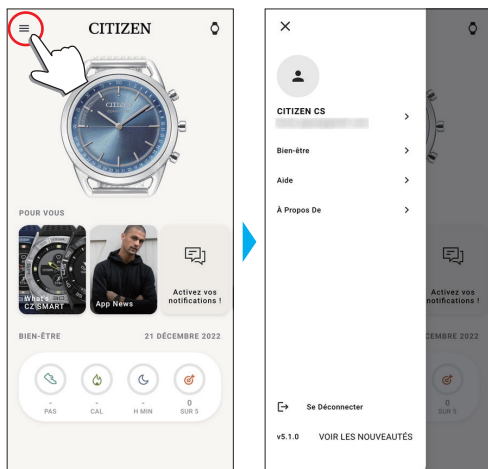 CITIZEN
CITIZEN
POUR VOUS
What's
CZ SMART
App News
Activez vos
notifications !
BIEN-ÊTRE
21 DÉCEMBRE 2022
-
PAS
-
CAL
-
H MIN
0
SUR 5
CITIZEN CS
Bien-être
Aide
À Propos De
Activez vos
notifications !
CEMBRE 2022
0
SUR 5
Se Déconnecter
v5.1.0
VOIR LES NOUVEAUTÉS